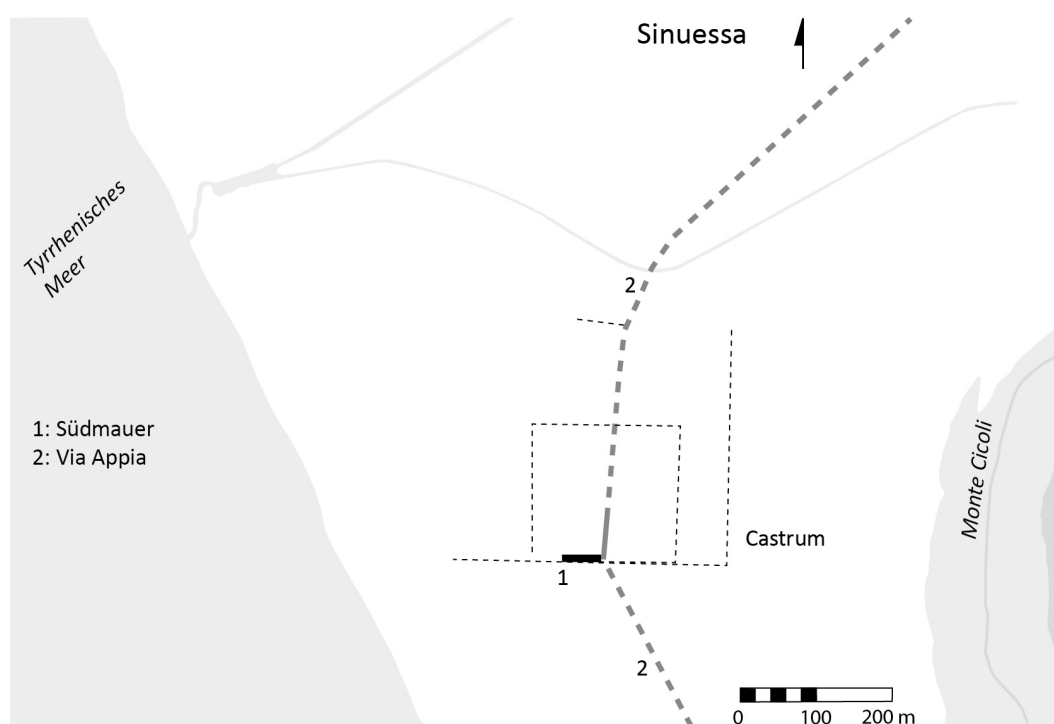 Sinuessa
Tyrrhenisches
Meer
2
1: Südmauer
2: Via Appia
Monte Cicoli
Castrum
1
2
0 100 200 m